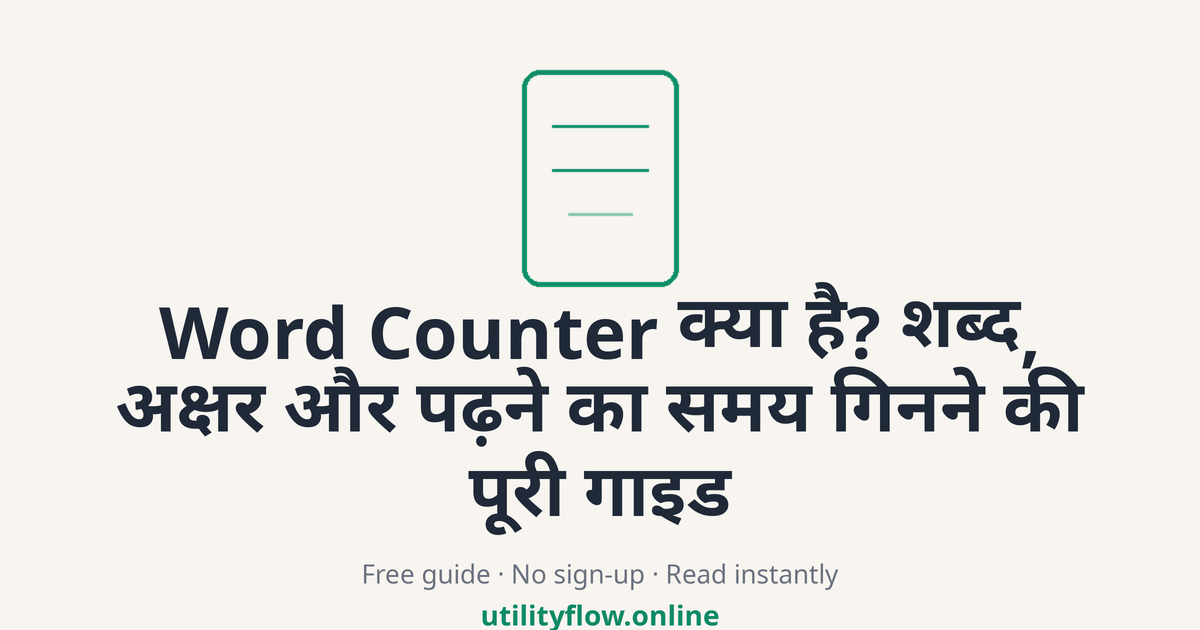 Word Counter क्या है? शब्द,
अक्षर और पढ़ने का समय गिनने की
पूरी गाइड
Free guide · No sign-up · Read instantly
utilityflow.online